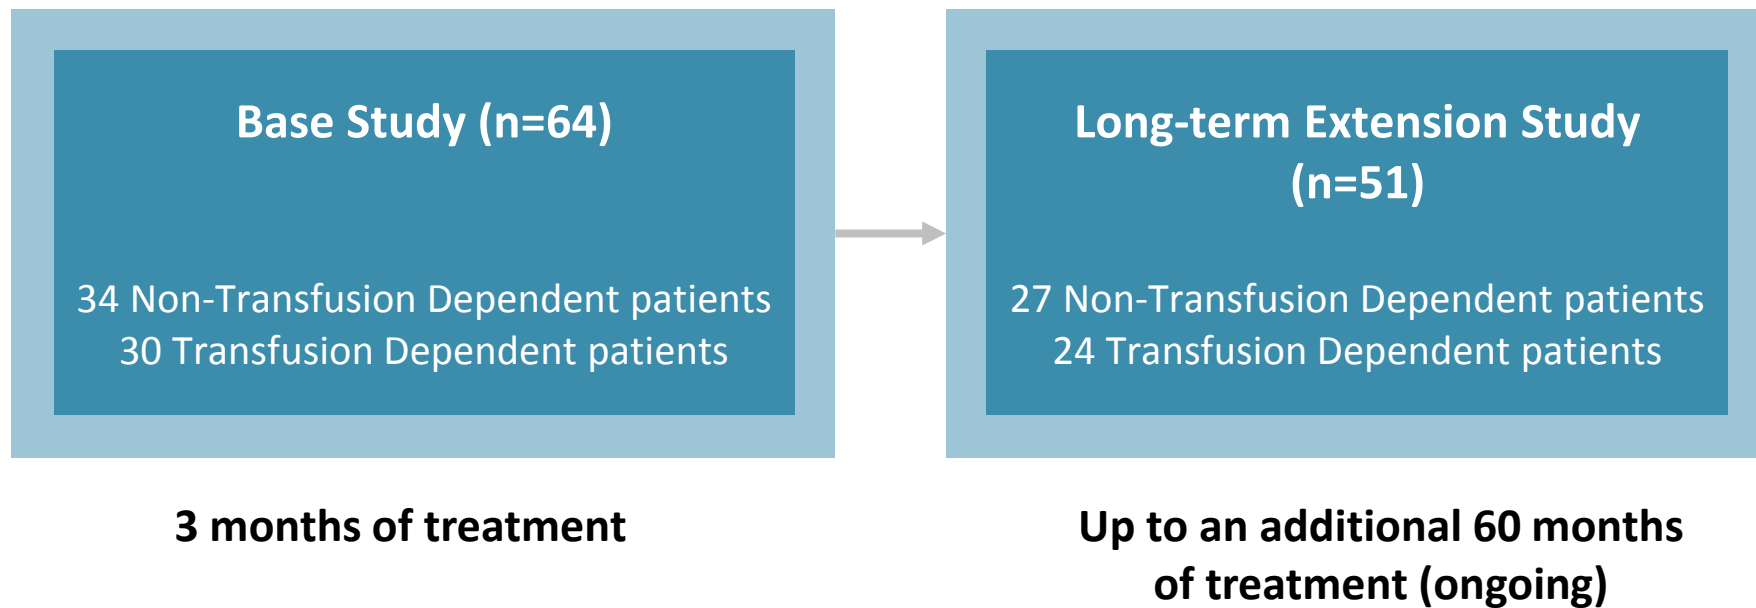 Base Study (n=64)
34 Non-Transfusion Dependent patients
30 Transfusion Dependent patients
3 months of treatment
Long-term Extension Study
(n=51)
27 Non-Transfusion Dependent patients
24 Transfusion Dependent patients
Up to an additional 60 months
of treatment (ongoing)